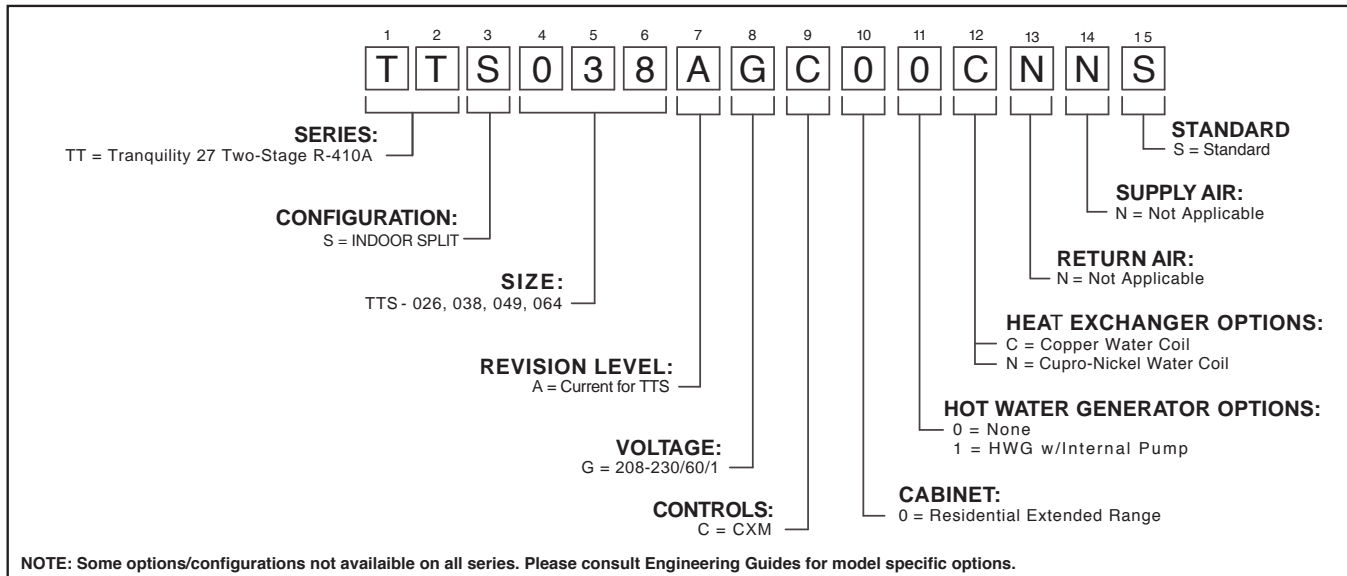 1 2 3 4 5 6 7 8 9 10 11 12 13 14 15
T T S 0 3 8 A G C 0 0 C N N S
SERIES:
TT = Tranquility 27 Two-Stage R-410A
CONFIGURATION:
S = INDOOR SPLIT
SIZE:
TTS - 026, 038, 049, 064
REVISION LEVEL:
A = Current for TTS
VOLTAGE:
G = 208-230/60/1
CONTROLS:
C = CXM
STANDARD
S = Standard
SUPPLY AIR:
N = Not Applicable
RETURN AIR:
N = Not Applicable
HEAT EXCHANGER OPTIONS:
C = Copper Water Coil
N = Cupro-Nickel Water Coil
HOT WATER GENERATOR OPTIONS:
0 = None
1 = HWG w/Internal Pump
CABINET:
0 = Residential Extended Range
NOTE: Some options/configurations not availaible on all series. Please consult Engineering Guides for model specific options.